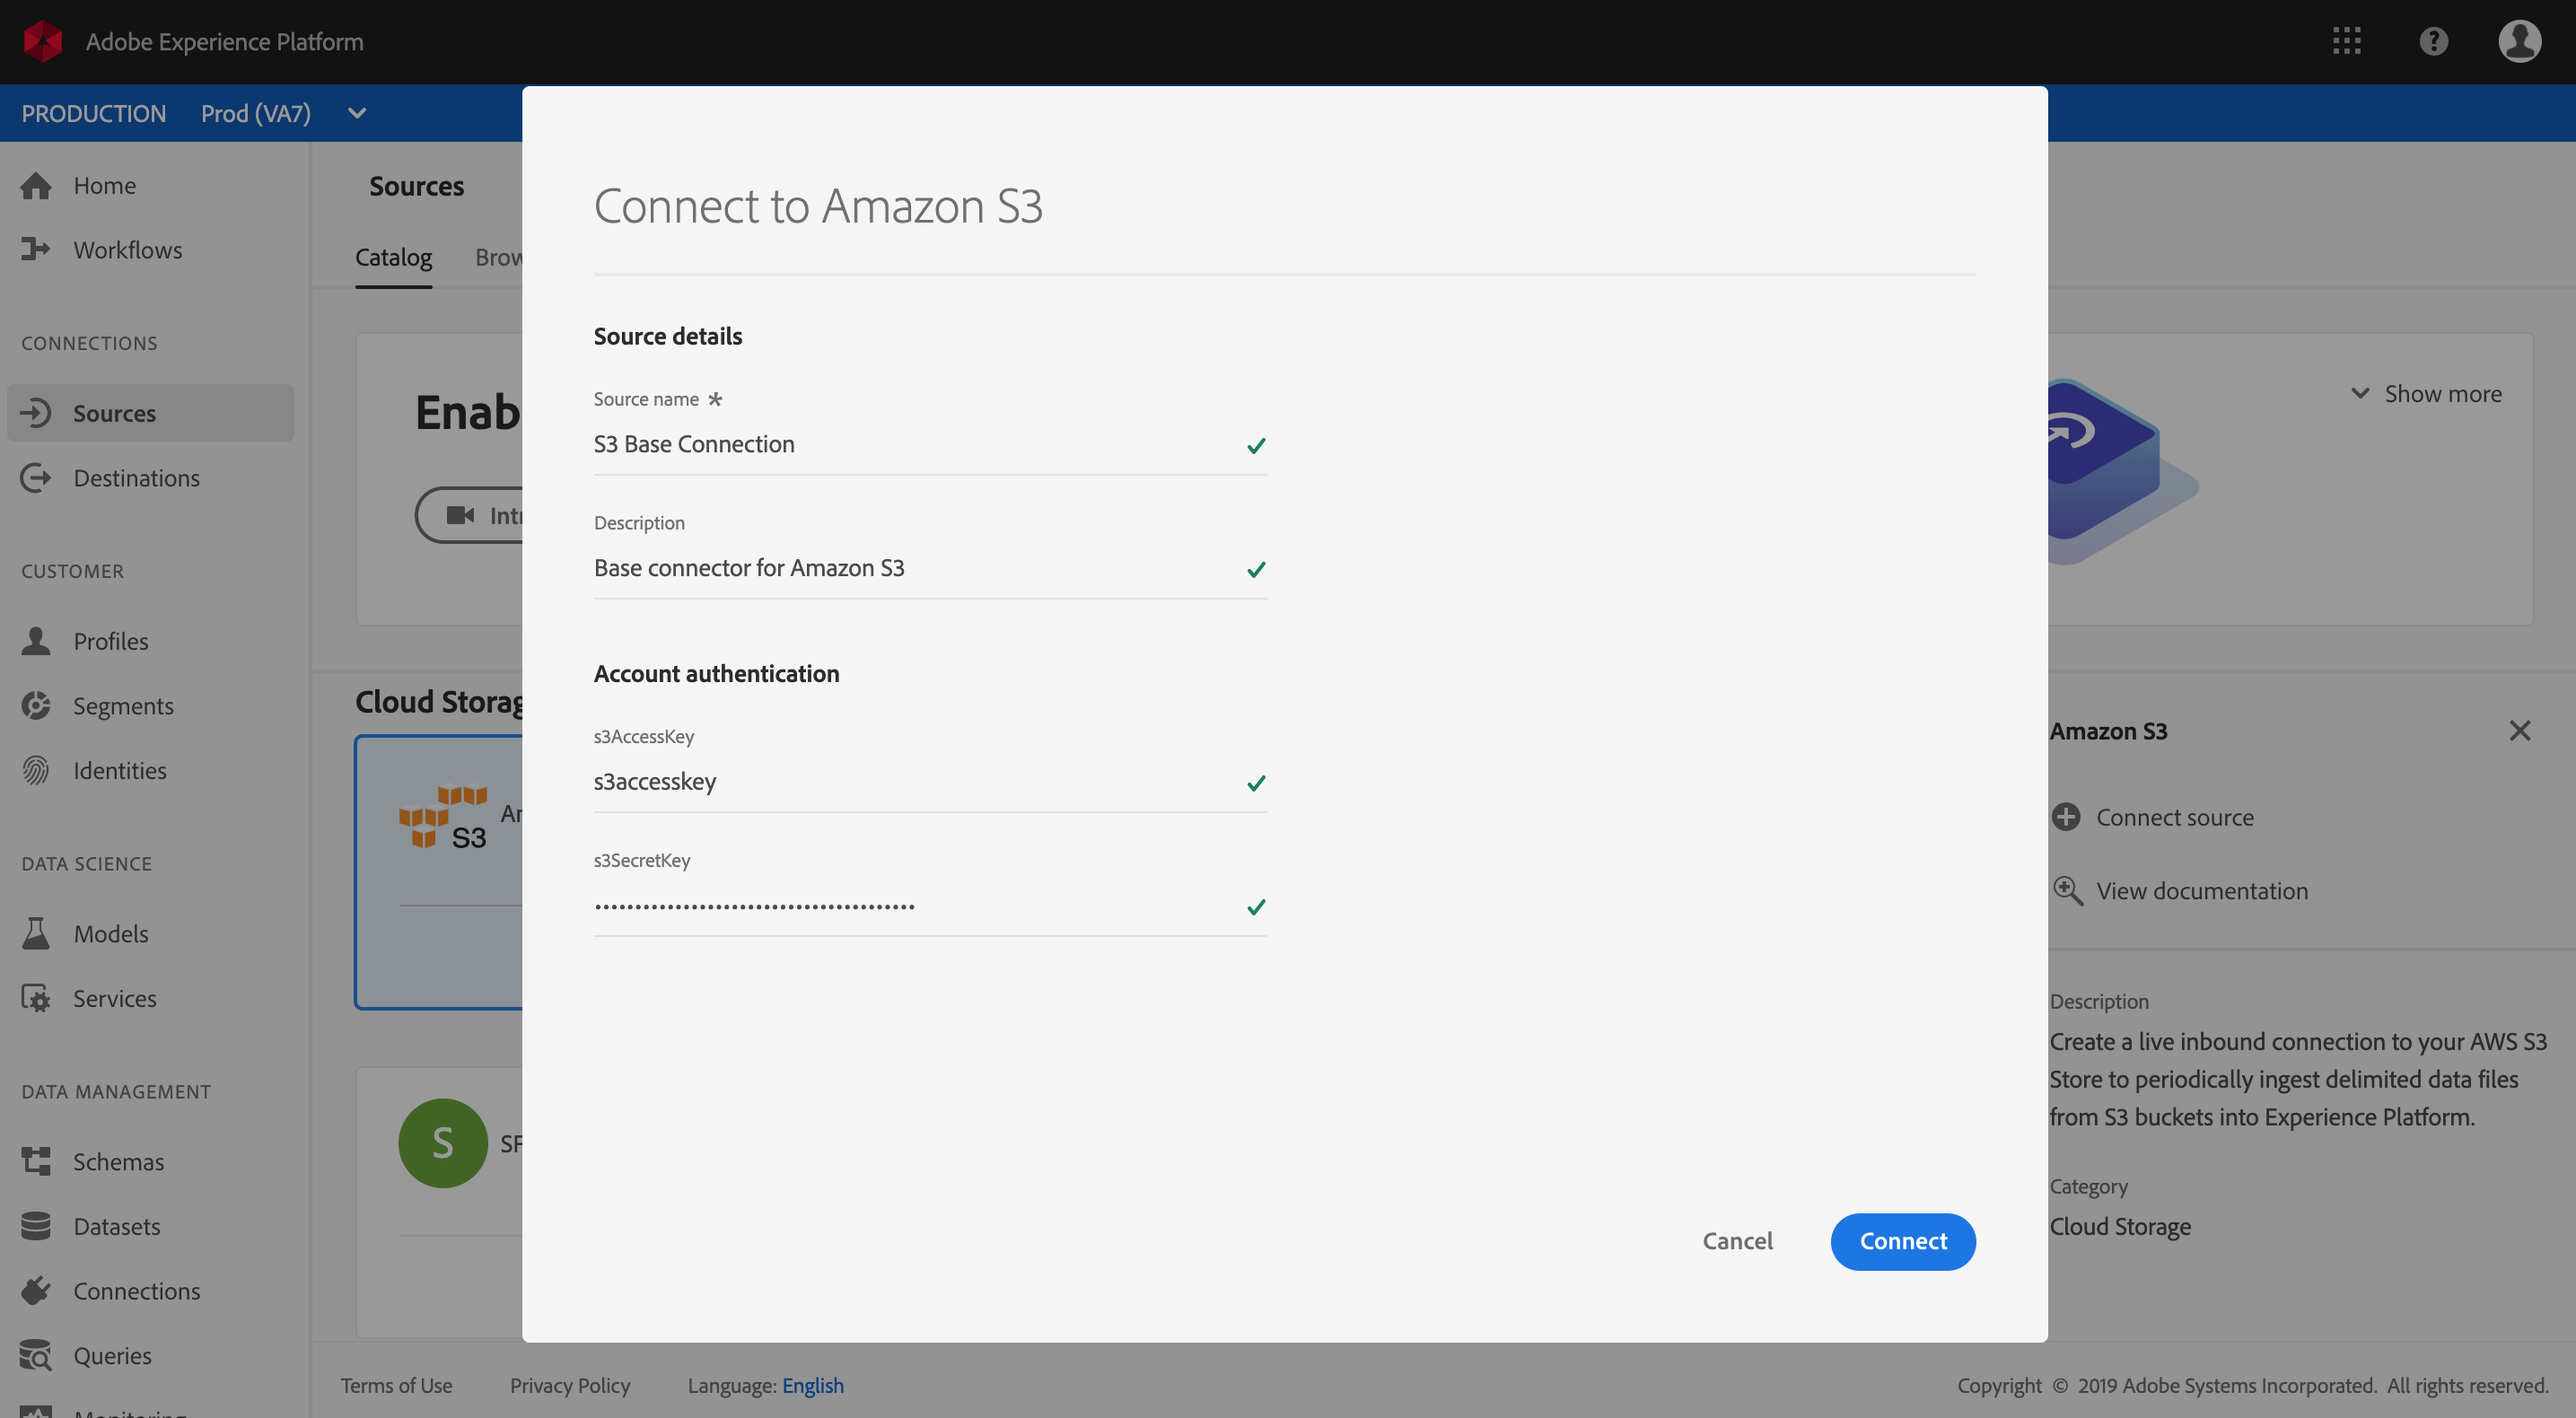 Adobe Experience Platform
PRODUCTION Prod (VA7)
Home
Workflows
CONNECTIONS
Sources
Destinations
CUSTOMER
Profiles
Segments
Identities
DATA SCIENCE
Models
Services
DATA MANAGEMENT
Schemas
Datasets
Connections
Queries
Monitoring
Sources
Catalog Brow
Enab
Intr
Cloud Storag
S3 Am
S SF
Connect to Amazon S3
Source details
Source name *
S3 Base Connection
Description
Base connector for Amazon S3
Account authentication
s3AccessKey
s3accesskey
s3SecretKey
••••••••••••••••••••••••••••••••••••••••
Cancel Connect
Show more
Amazon S3
Connect source
View documentation
Description
Create a live inbound connection to your AWS S3
Store to periodically ingest delimited data files
from S3 buckets into Experience Platform.
Category
Cloud Storage
Terms of Use Privacy Policy Language: English
Copyright © 2019 Adobe Systems Incorporated. All rights reserved.